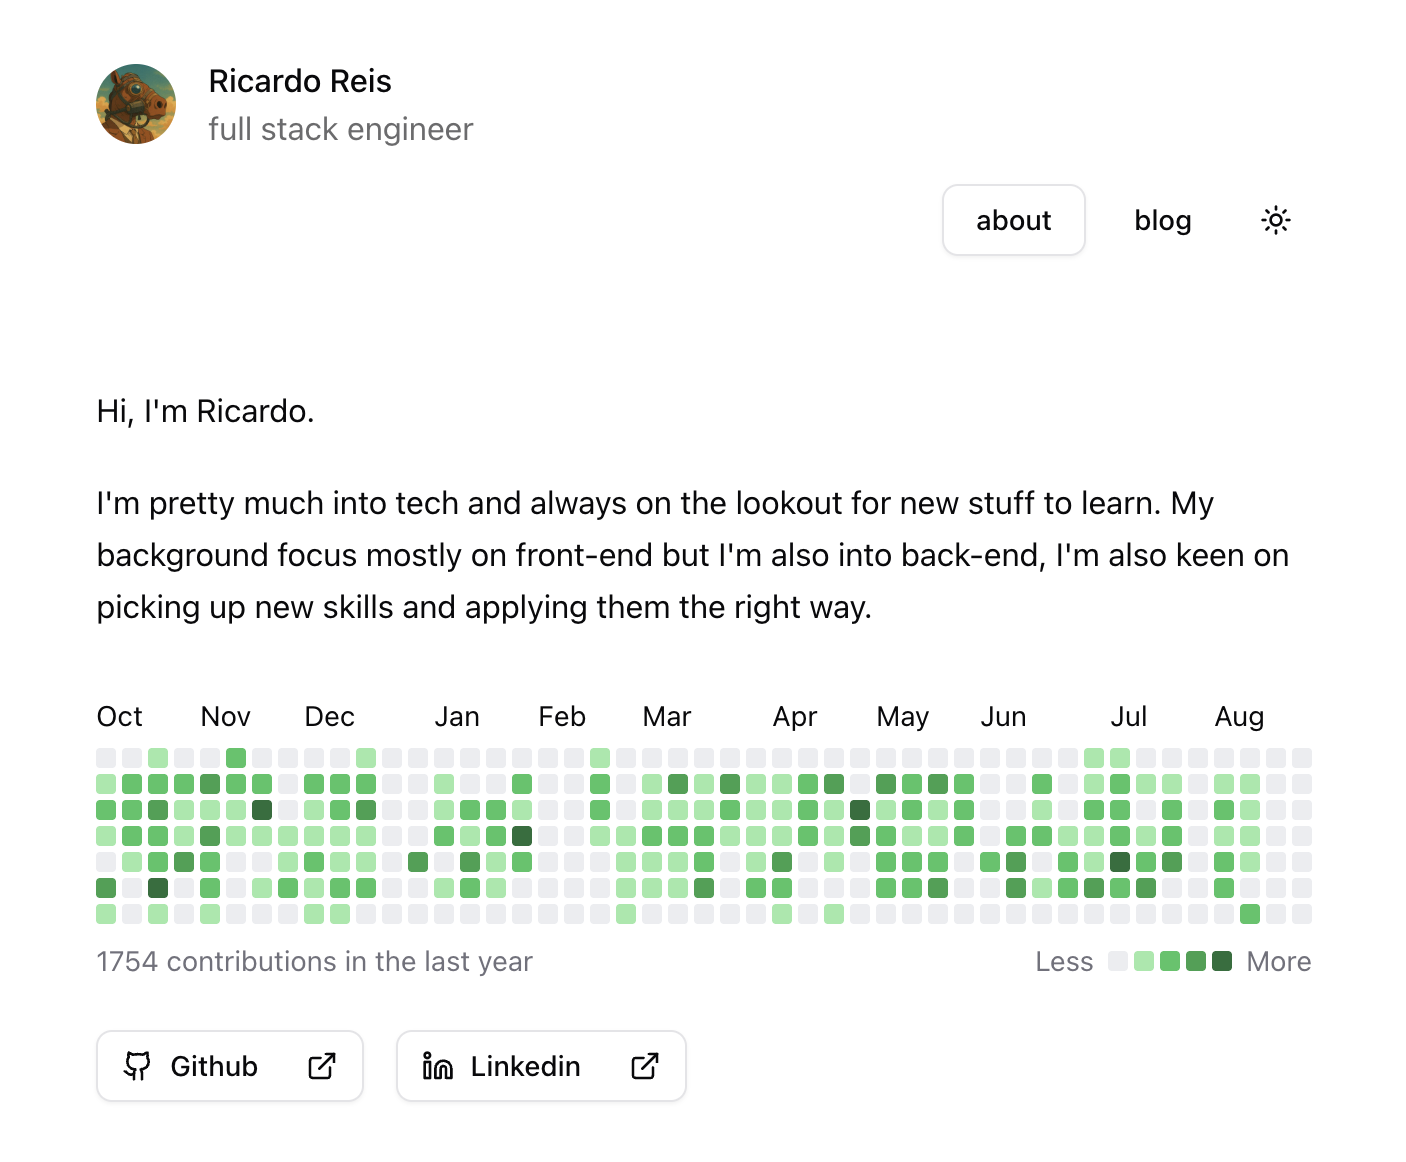 Ricardo Reis
full stack engineer
about blog
Hi, I'm Ricardo.
I'm pretty much into tech and always on the lookout for new stuff to learn. My
background focus mostly on front-end but I'm also into back-end, I'm also keen on
picking up new skills and applying them the right way.
Oct Nov Dec Jan Feb Mar Apr May Jun Jul Aug
1754 contributions in the last year Less More
Github Linkedin